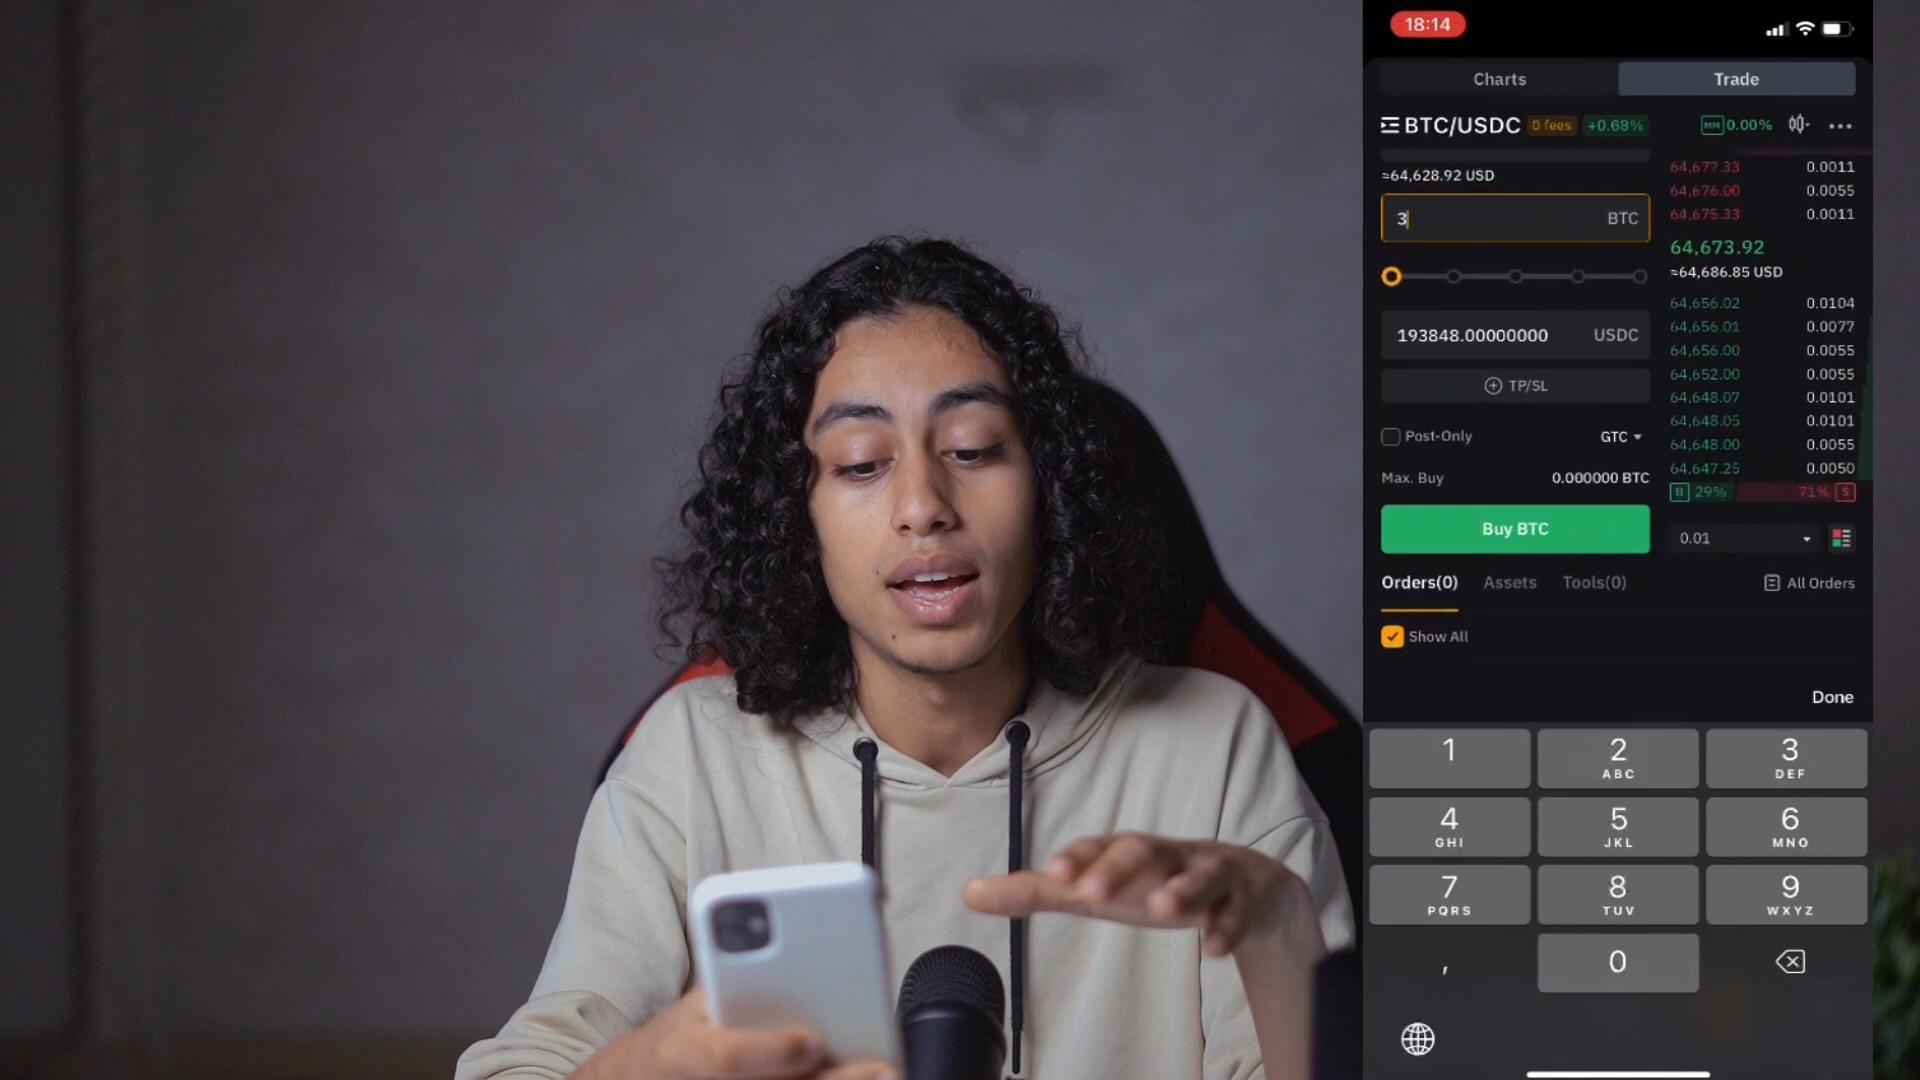 18:14
Charts Trade
BTC/USDC 0 fees +0.68% MM 0.00%
≈64,628.92 USD
3 BTC
193848.00000000 USDC
TP/SL
Post-Only GTC
Max. Buy 0.000000 BTC
Buy BTC
64,677.33 0.0011
64,676.00 0.0055
64,675.33 0.0011
64,673.92
≈64,686.85 USD
64,656.02 0.0104
64,656.01 0.0077
64,656.00 0.0055
64,652.00 0.0055
64,648.07 0.0101
64,648.05 0.0101
64,648.00 0.0055
64,647.25 0.0050
B 29% 71% S
0.01
Orders(0) Assets Tools(0) All Orders
Show All
Done
1 2 3
ABC DEF
4 5 6
GHI JKL MNO
7 8 9
PQRS TUV WXYZ
, 0